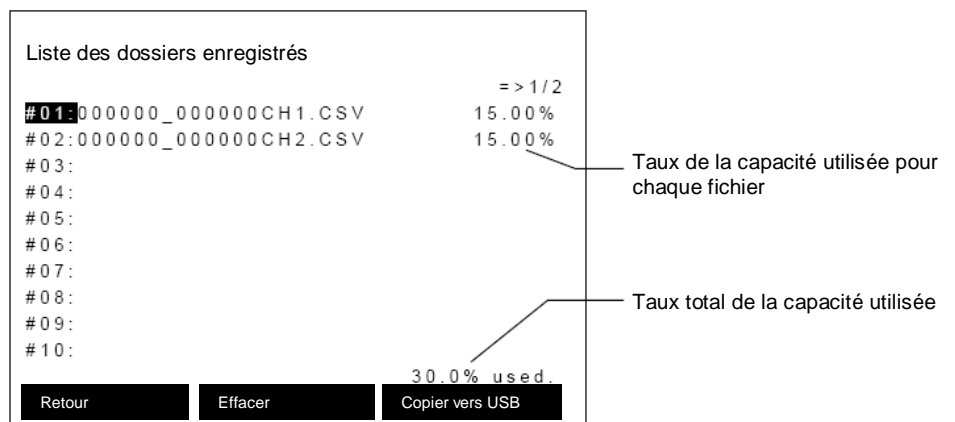 Liste des dossiers enregistrés
=>1/2
#01:000000_000000CH1.CSV 15.00%
#02:000000_000000CH2.CSV 15.00%
#03:
Taux de la capacité utilisée pour
chaque fichier
#04:
#05:
#06:
#07:
#08:
Taux total de la capacité utilisée
#09:
#10:
30.0% used.
Retour Effacer Copier vers USB